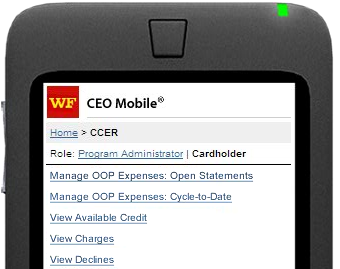 WF CEO Mobile®
Home > CCER
Role: Program Administrator | Cardholder
Manage OOP Expenses: Open Statements
Manage OOP Expenses: Cycle-to-Date
View Available Credit
View Charges
View Declines